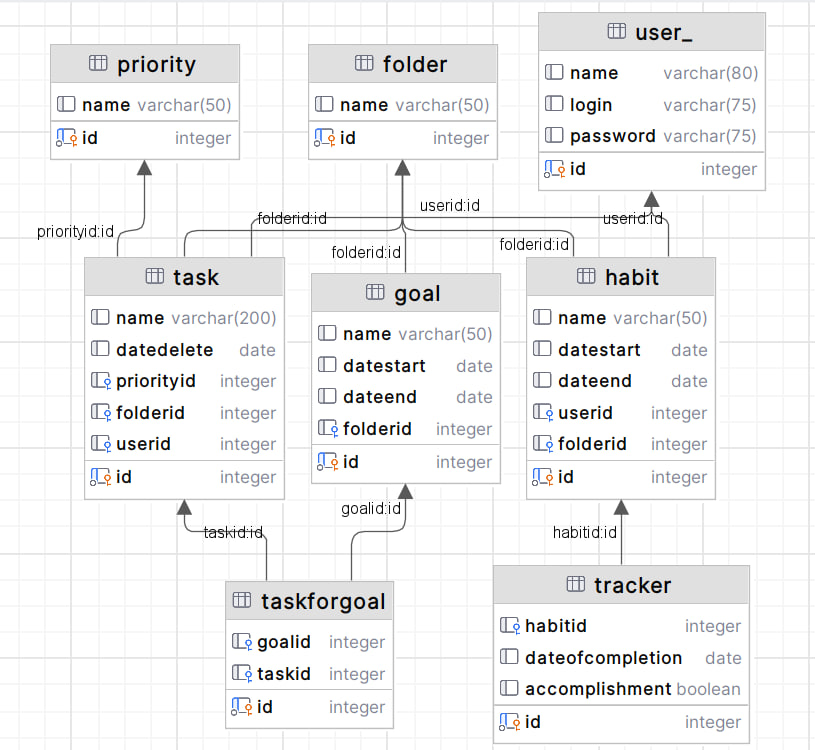 priority
name varchar(50)
id integer
folder
name varchar(50)
id integer
user_
name varchar(80)
login varchar(75)
password varchar(75)
id integer
priorityid:id
folderid:id
userid:id
folderid:id
folderid:id
userid:id
task
name varchar(200)
datedelete date
priorityid integer
folderid integer
userid integer
id integer
goal
name varchar(50)
datestart date
dateend date
folderid integer
id integer
habit
name varchar(50)
datestart date
dateend date
userid integer
folderid integer
id integer
taskid:id
goalid:id
habitid:id
taskforgoal
goalid integer
taskid integer
id integer
tracker
habitid integer
dateofcompletion date
accomplishment boolean
id integer